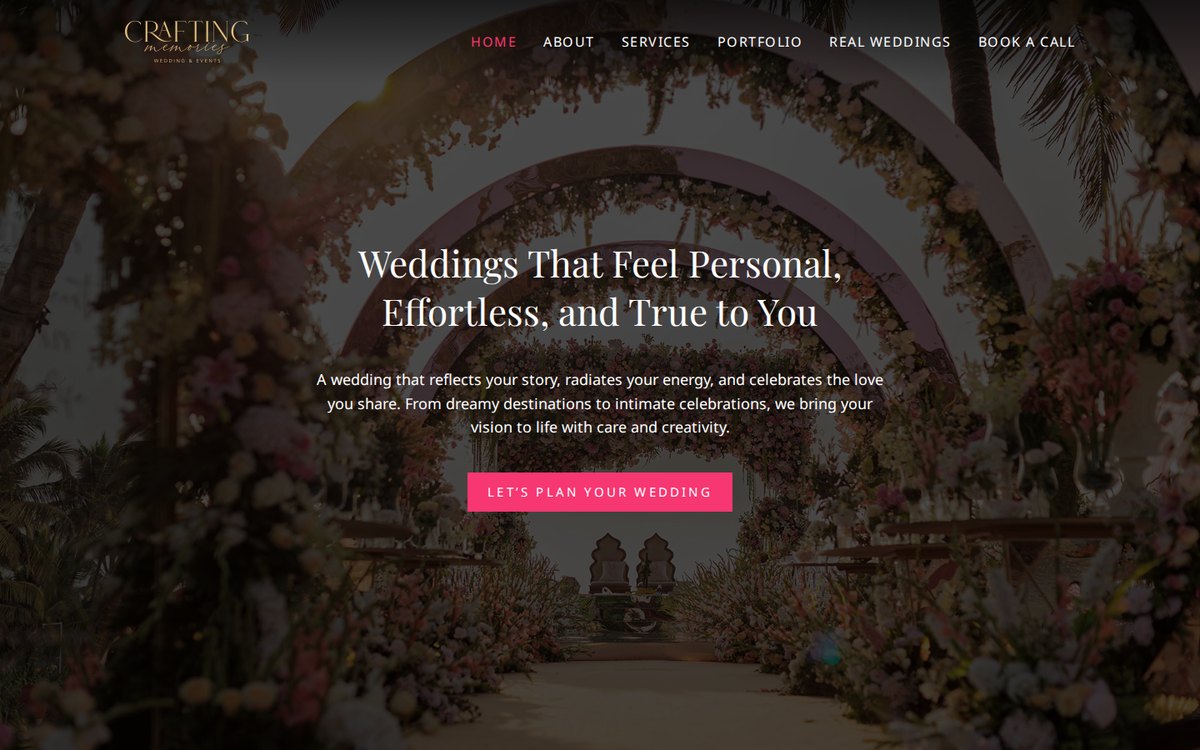 CRAFTING
memories
WEDDING & EVENTS
HOME ABOUT SERVICES PORTFOLIO REAL WEDDINGS BOOK A CALL
Weddings That Feel Personal,
Effortless, and True to You
A wedding that reflects your story, radiates your energy, and celebrates the love
you share. From dreamy destinations to intimate celebrations, we bring your
vision to life with care and creativity.
LET’S PLAN YOUR WEDDING